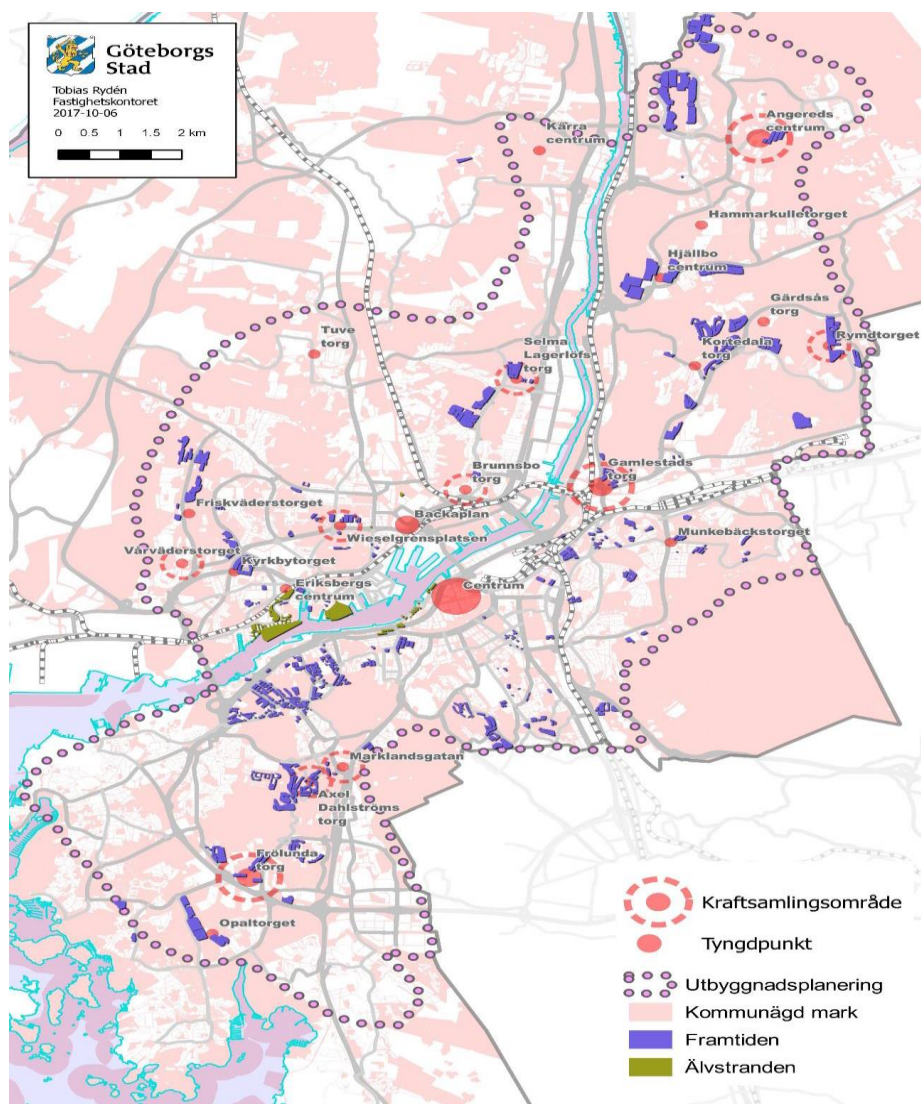 Göteborgs
Stad
Tobias Rydén
Fastighetskontoret
2017-10-06
0 0.5 1 1.5 2 km
Kärra
centrum
Angereds
centrum
Hammarkulletorget
Hjällbo
centrum
Gärdsås
torg
Tuve
torg
Selma
Lagerlöfs
torg
Kortedala
torg
Rymdtorget
Brunnsbo
torg
Gamlestads
torg
Friskväderstorget
Backaplan
Wieselgrensplatsen
Munkebäckstorget
Vårväderstorget
Kyrkbytorget
Eriksbergs
centrum
Centrum
Marklandsgatan
Axel
Dahlströms
torg
Frölunda
torg
Opaltorget
Kraftsamlingsområde
Tyngdpunkt
Utbyggnadsplanering
Kommunägd mark
Framtiden
Älvstranden